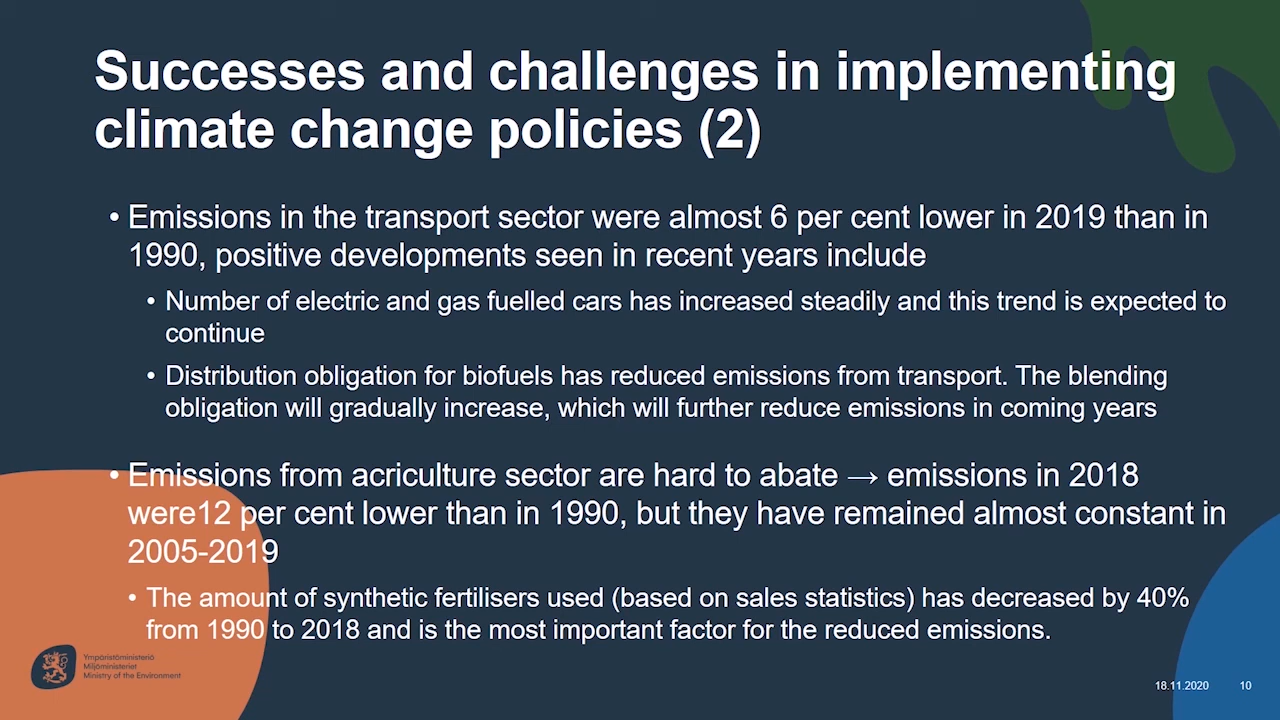 Successes and challenges in implementing
climate change policies (2)
• Emissions in the transport sector were almost 6 per cent lower in 2019 than in
1990, positive developments seen in recent years include
• Number of electric and gas fuelled cars has increased steadily and this trend is expected to
continue
• Distribution obligation for biofuels has reduced emissions from transport. The blending
obligation will gradually increase, which will further reduce emissions in coming years
• Emissions from acriculture sector are hard to abate → emissions in 2018
were12 per cent lower than in 1990, but they have remained almost constant in
2005-2019
• The amount of synthetic fertilisers used (based on sales statistics) has decreased by 40%
from 1990 to 2018 and is the most important factor for the reduced emissions.
Ympäristöministeriö
Miljöministeriet
Ministry of the Environment
18.11.2020 10